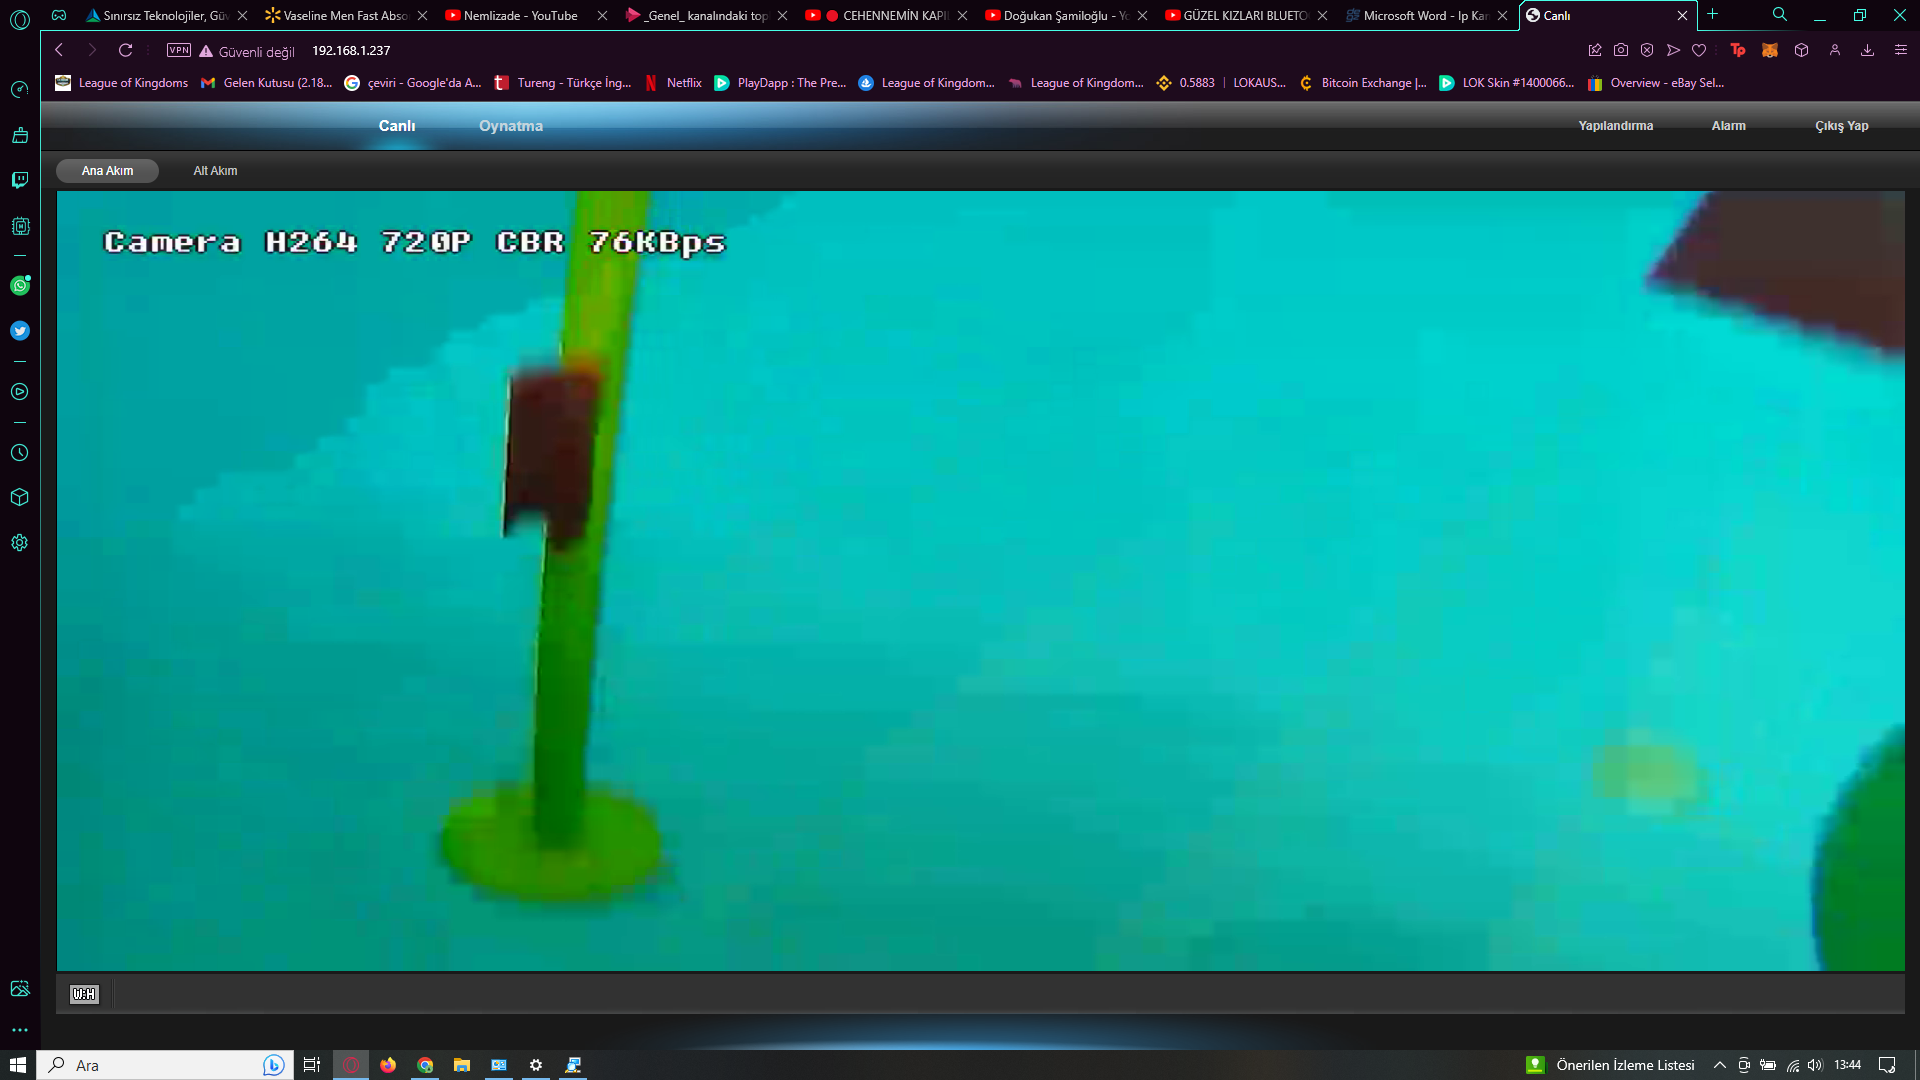 Sınırsız Teknolojiler, Gü
Vaseline Men Fast Abso
Nemlizade - YouTube
_Genel_ kanalındaki top
CEHENNEMİN KAPI
Doğukan Şamiloğlu - Yo
GÜZEL KIZLARI BLUETO
Microsoft Word - Ip Ka
Canlı
VPN
Güvenli değil
192.168.1.237
Tp
League of Kingdoms
Gelen Kutusu (2.18...
çeviri - Google'da A...
Tureng - Türkçe İng...
Netflix
PlayDapp : The Pre...
League of Kingdom...
League of Kingdom...
0.5883 | LOKAUS...
Bitcoin Exchange |...
LOK Skin #1400066...
Overview - eBay Sel...
Canlı
Oynatma
Yapılandırma
Alarm
Çıkış Yap
Ana Akım
Alt Akım
Camera H264 720P CBR 76KBps
W:H
Ara
Önerilen İzleme Listesi
13:44